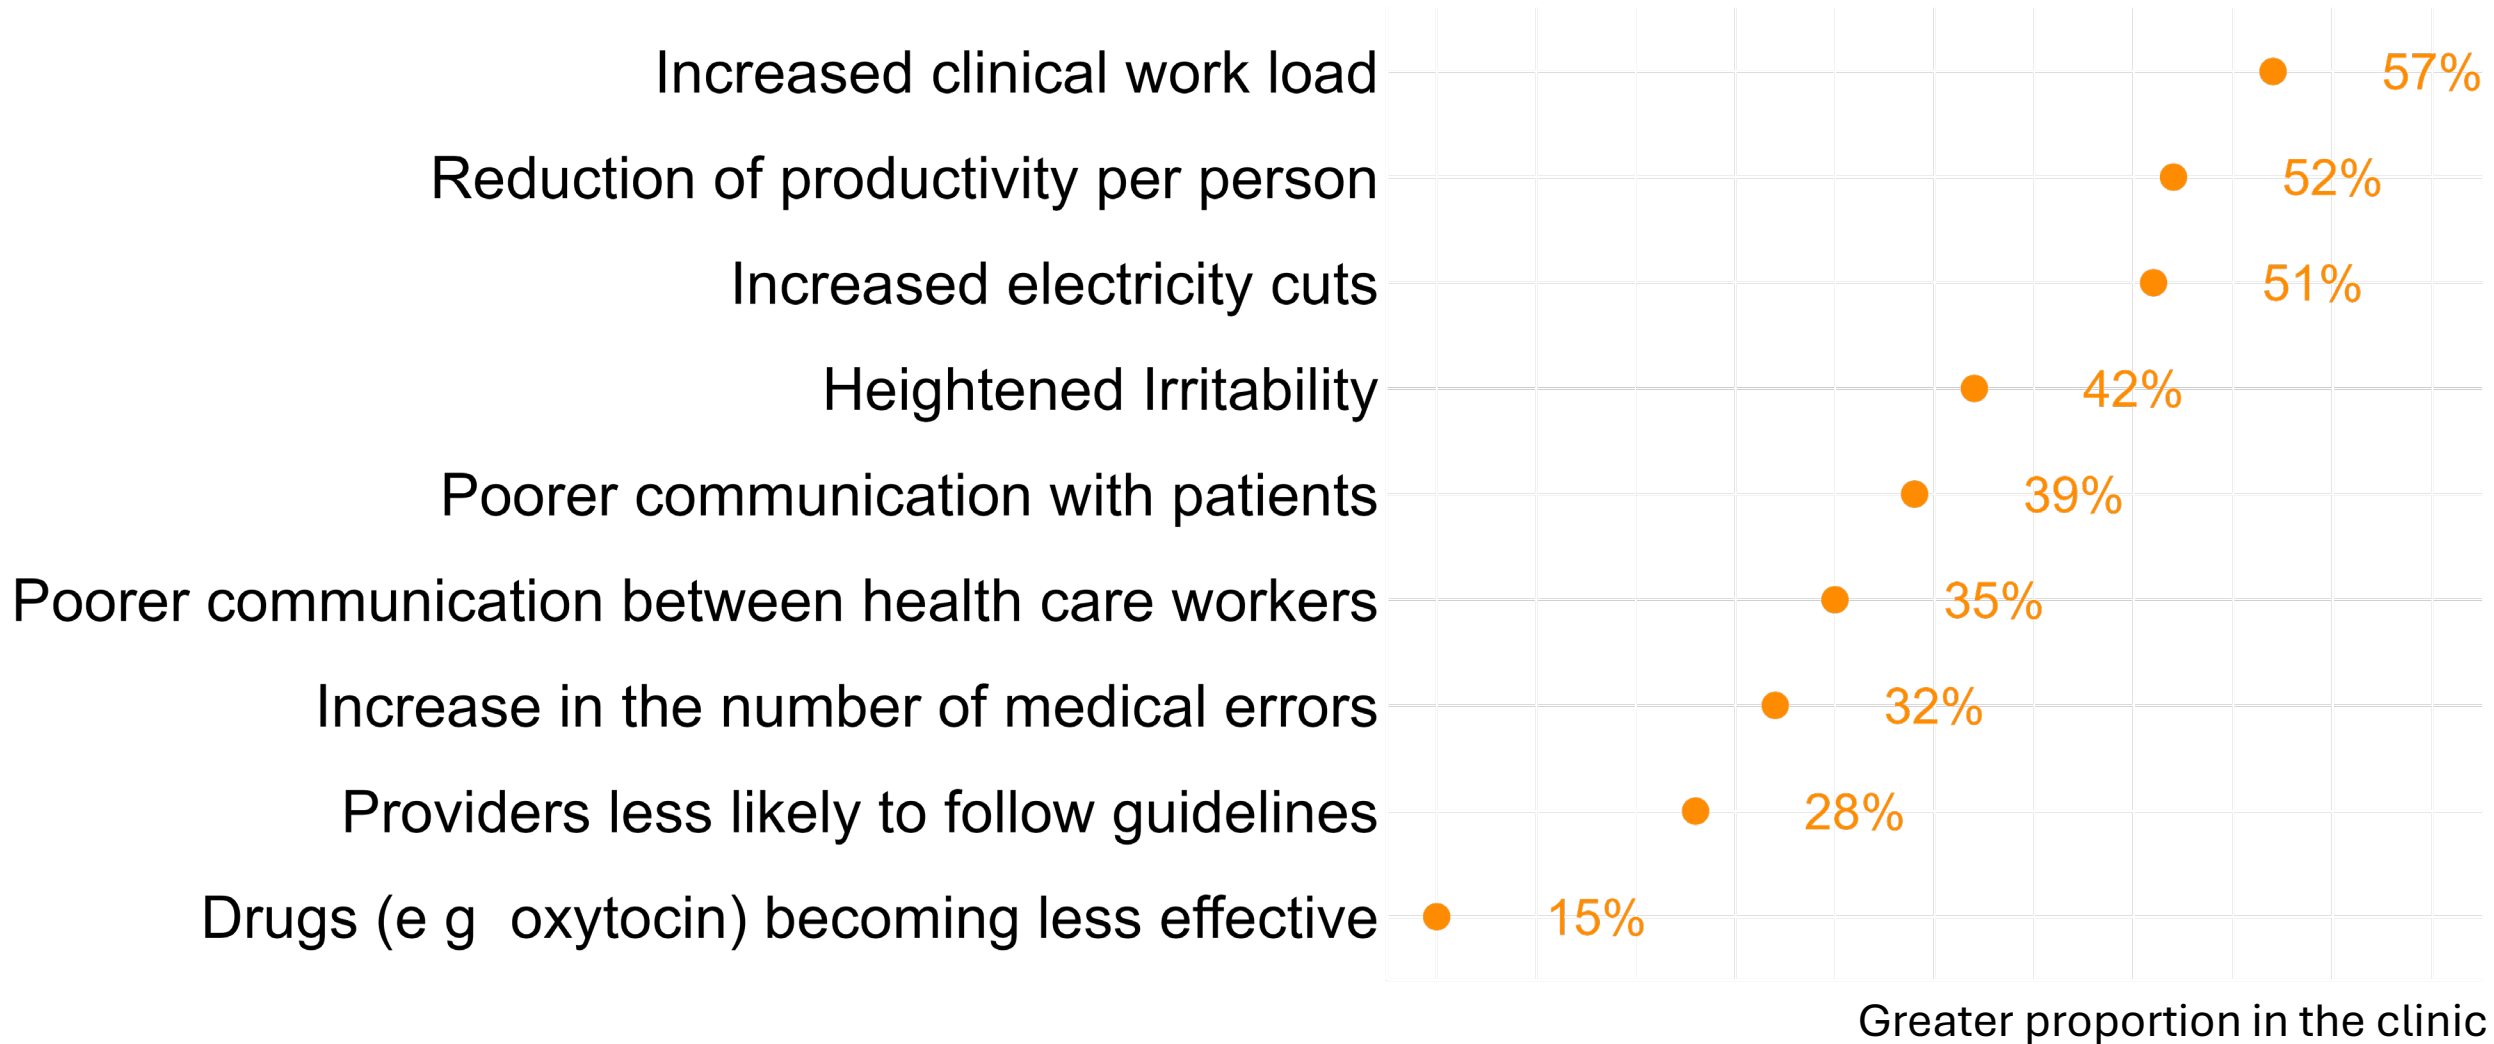 Increased clinical work load 57%
Reduction of productivity per person 52%
Increased electricity cuts 51%
Heightened Irritability 42%
Poorer communication with patients 39%
Poorer communication between health care workers 35%
Increase in the number of medical errors 32%
Providers less likely to follow guidelines 28%
Drugs (e g oxytocin) becoming less effective 15%
Greater proportion in the clinic